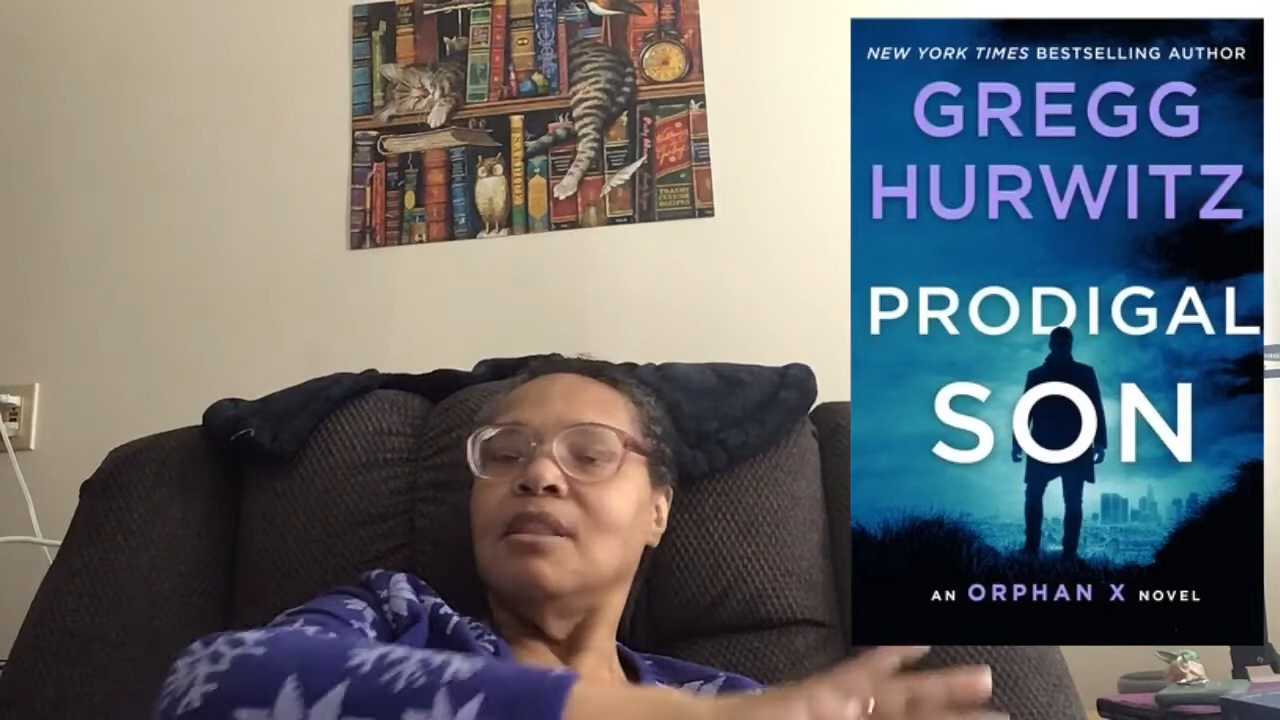 NEW YORK TIMES BESTSELLING AUTHOR
GREGG
HURWITZ
PRODIGAL
SON
AN ORPHAN X NOVEL